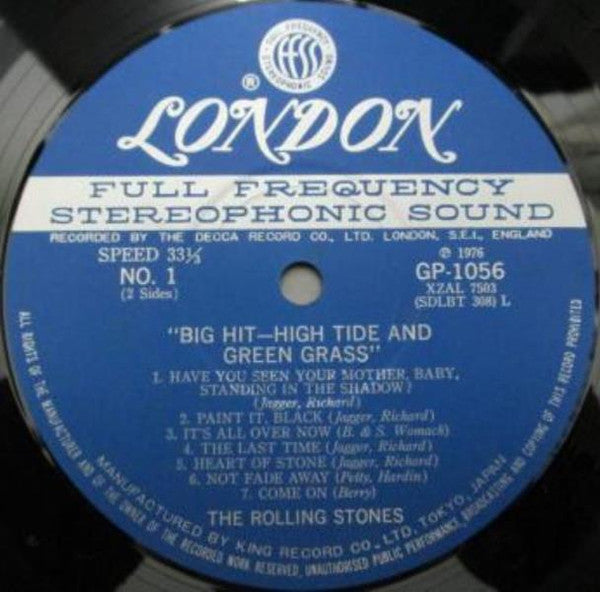 FULL FREQUENCY RANGE
ffss
STEREOPHONIC SOUND
®
LONDON
FULL FREQUENCY
STEREOPHONIC SOUND
RECORDED BY THE DECCA RECORD CO., LTD. LONDON, S.E.I., ENGLAND
SPEED 33⅓
℗ 1976
NO. 1
GP-1056
(2 Sides)
XZAL 7503
(SDLBT 308) L
"BIG HIT—HIGH TIDE AND
GREEN GRASS"
1. HAVE YOU SEEN YOUR MOTHER, BABY,
STANDING IN THE SHADOW?
(Jagger, Richard)
2. PAINT IT, BLACK (Jagger, Richard)
3. IT'S ALL OVER NOW (B. & S. Womack)
4. THE LAST TIME (Jagger, Richard)
5. HEART OF STONE (Jagger, Richard)
6. NOT FADE AWAY (Petty, Hardin)
7. COME ON (Berry)
THE ROLLING STONES
MANUFACTURED BY KING RECORD CO., LTD. TOKYO, JAPAN
ALL RIGHTS OF THE MANUFACTURER AND OF THE OWNER OF THE RECORDED WORK RESERVED. UNAUTHORISED PUBLIC PERFORMANCE, BROADCASTING AND COPYING OF THIS RECORD PROHIBITED